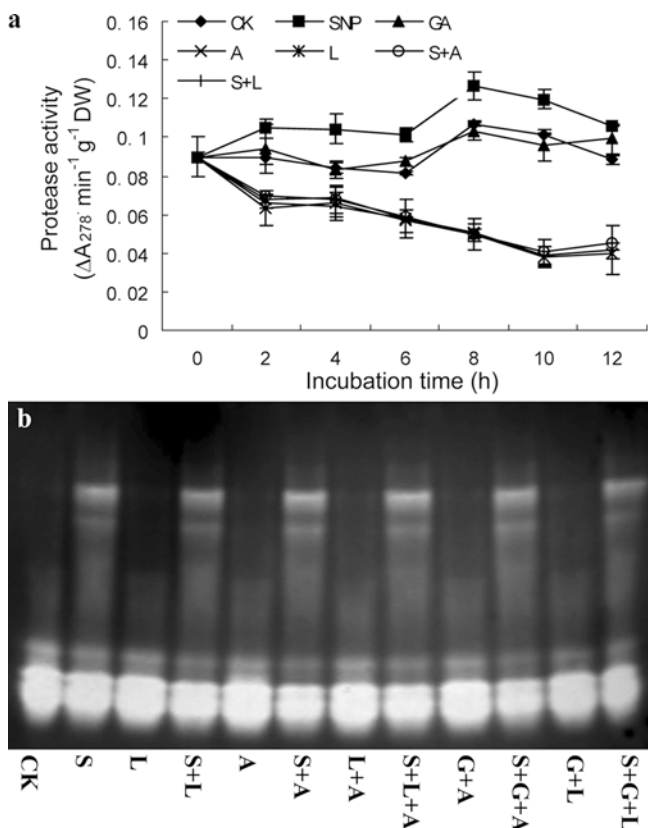 a
CK SNP GA
A L S+A
S+L
Protease activity
(ΔA278· min-1 g-1 DW)
0.16
0.14
0.12
0.1
0.08
0.06
0.04
0.02
0
0 2 4 6 8 10 12
Incubation time (h)
b
CK S L S+L A S+A L+A S+L+A G+A S+G+A G+L S+G+L